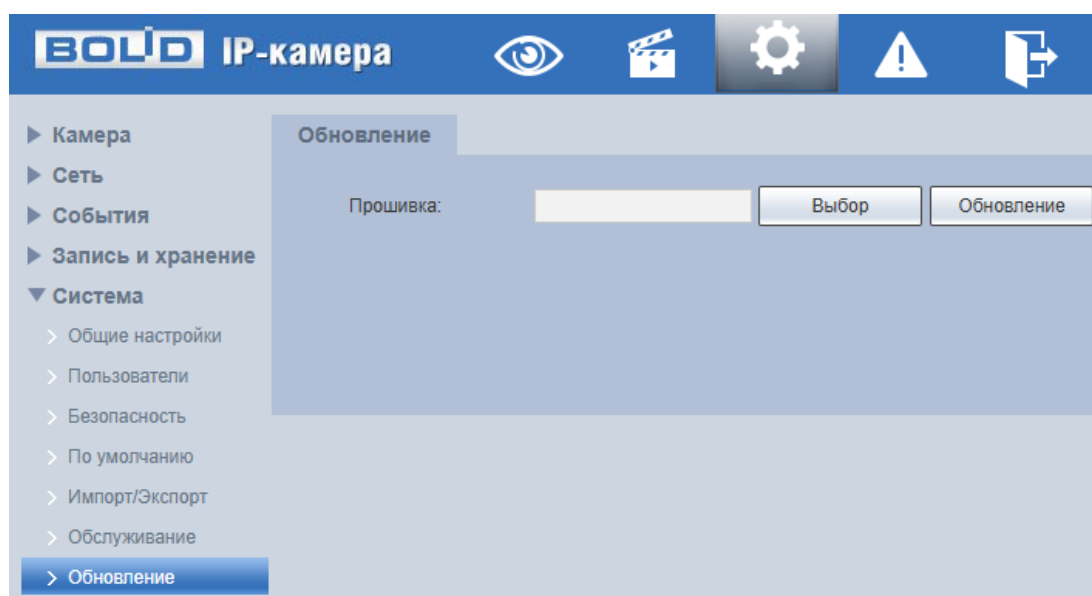 BOLID IP-камера
Камера
Сеть
События
Запись и хранение
Система
Общие настройки
Пользователи
Безопасность
По умолчанию
Импорт/Экспорт
Обслуживание
Обновление
Обновление
Прошивка:
Выбор
Обновление